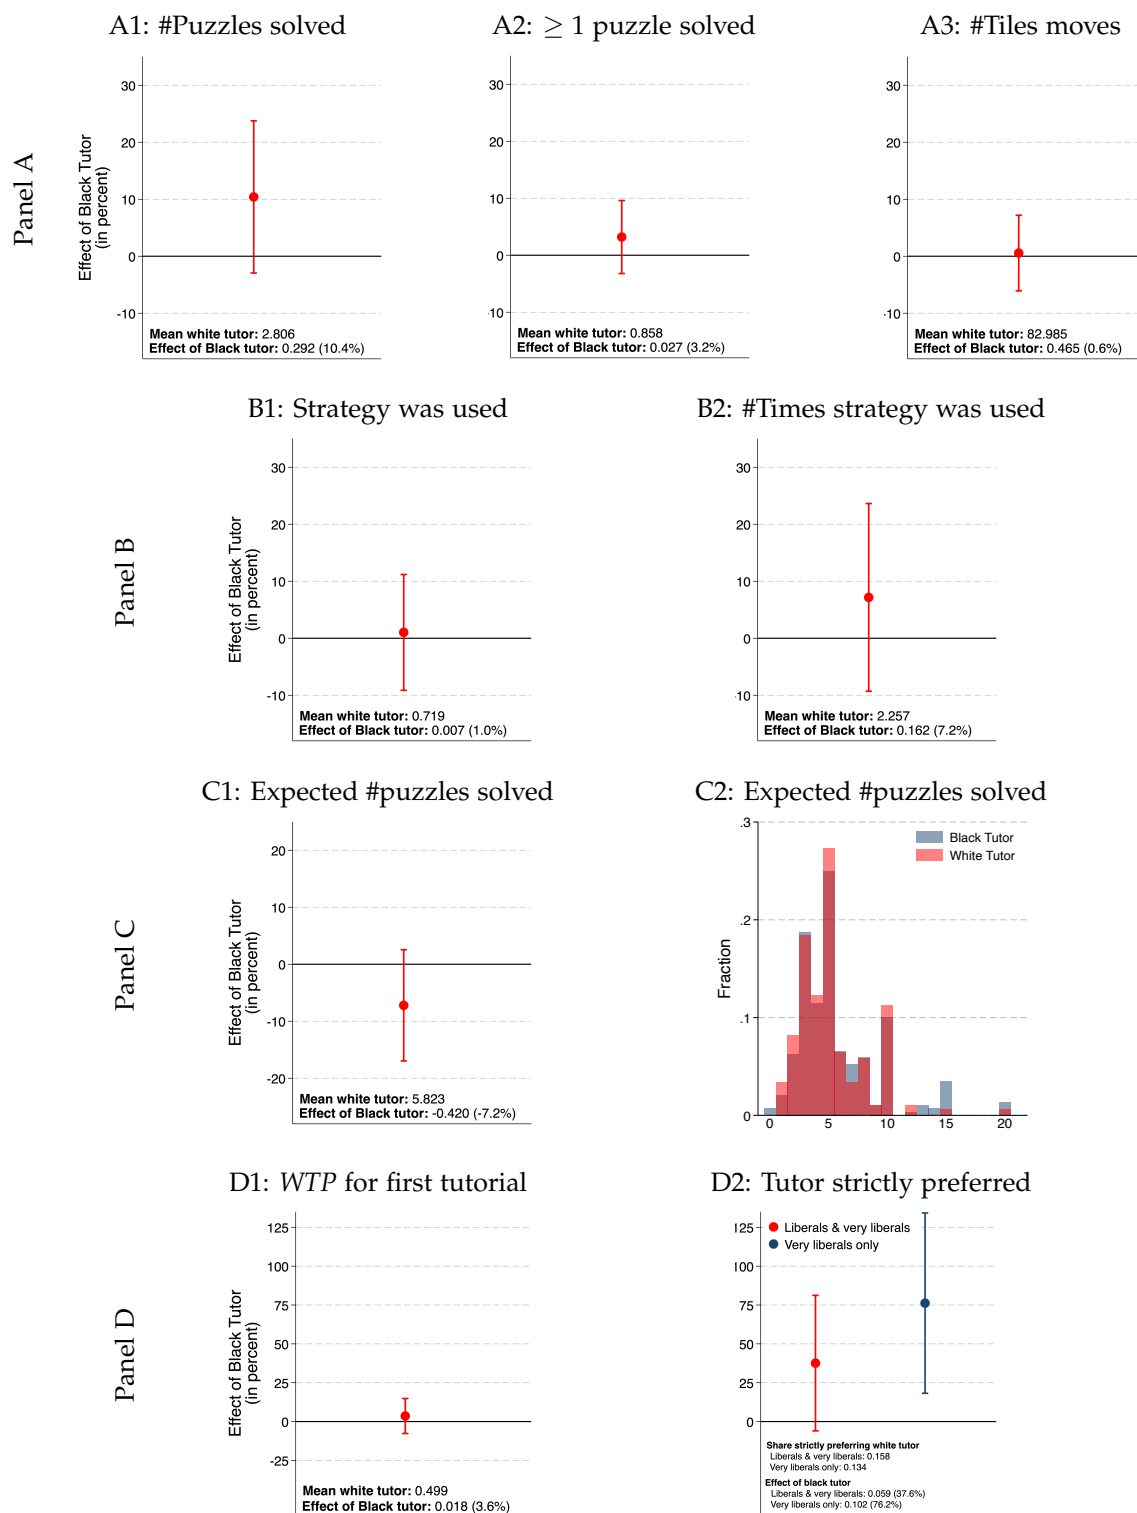 A1: #Puzzles solved
A2: ≥ 1 puzzle solved
A3: #Tiles moves
Panel A
Effect of Black Tutor
(in percent)
30
20
10
0
-10
Mean white tutor: 2.806
Effect of Black tutor: 0.292 (10.4%)
30
20
10
0
10
Mean white tutor: 0.858
Effect of Black tutor: 0.027 (3.2%)
30
20
10
0
10
Mean white tutor: 82.985
Effect of Black tutor: 0.465 (0.6%)
B1: Strategy was used
B2: #Times strategy was used
Panel B
Effect of Black Tutor
(in percent)
30
20
10
0
-10
Mean white tutor: 0.719
Effect of Black tutor: 0.007 (1.0%)
30
20
10
0
10
Mean white tutor: 2.257
Effect of Black tutor: 0.162 (7.2%)
C1: Expected #puzzles solved
C2: Expected #puzzles solved
Panel C
Effect of Black Tutor
(in percent)
20
10
0
-10
-20
Mean white tutor: 5.823
Effect of Black tutor: -0.420 (-7.2%)
Fraction
.3
.2
.1
0
Black Tutor
White Tutor
0 5 10 15 20
D1: WTP for first tutorial
D2: Tutor strictly preferred
Panel D
Effect of Black Tutor
(in percent)
125
100
75
50
25
0
-25
Mean white tutor: 0.499
Effect of Black tutor: 0.018 (3.6%)
125
100
75
50
25
0
Liberals & very liberals
Very liberals only
Share strictly preferring white tutor
Liberals & very liberals: 0.158
Very liberals only: 0.134
Effect of black tutor
Liberals & very liberals: 0.059 (37.6%)
Very liberals only: 0.102 (76.2%)